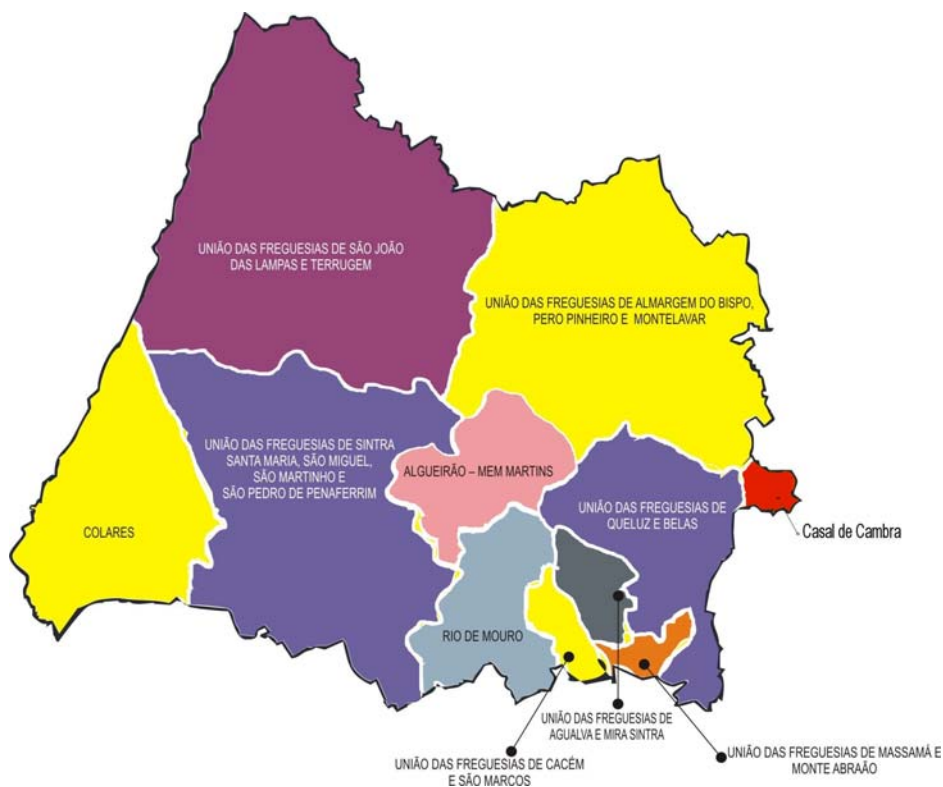 UNIÃO DAS FREGUESIAS DE SÃO JOÃO
DAS LAMPAS E TERRUGEM
UNIÃO DAS FREGUESIAS DE ALMARGEM DO BISPO,
PERO PINHEIRO E MONTELAVAR
UNIÃO DAS FREGUESIAS DE SINTRA
SANTA MARIA, SÃO MIGUEL,
SÃO MARTINHO E
SÃO PEDRO DE PENAFERRIM
ALGUEIRÃO – MEM MARTINS
UNIÃO DAS FREGUESIAS DE
QUELUZ E BELAS
COLARES
Casal de Cambra
RIO DE MOURO
UNIÃO DAS FREGUESIAS DE
AGUALVA E MIRA SINTRA
UNIÃO DAS FREGUESIAS DE CACÉM
E SÃO MARCOS
UNIÃO DAS FREGUESIAS DE MASSAMÁ E
MONTE ABRAÃO